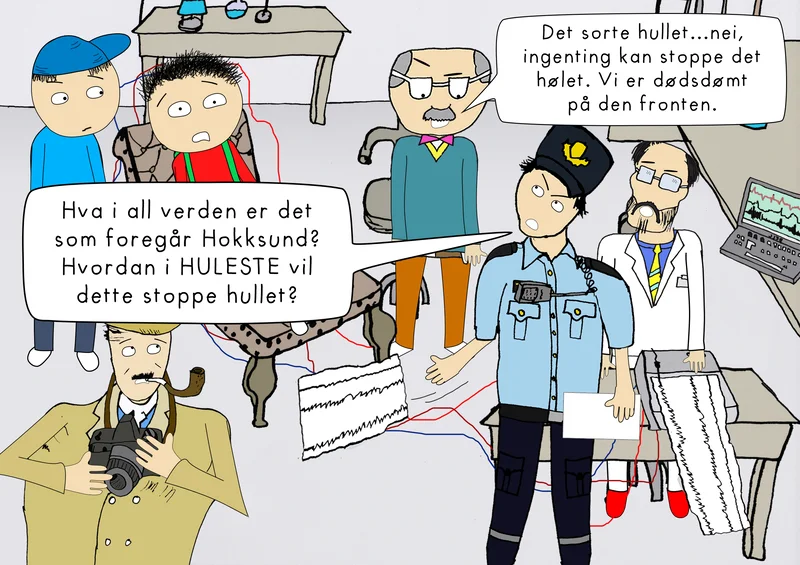 Det sorte hullet...nei,
ingenting kan stoppe det
hølet. Vi er dødsdømt
på den fronten.
Hva i all verden er det
som foregår Hokksund?
Hvordan i HULESTE vil
dette stoppe hullet?